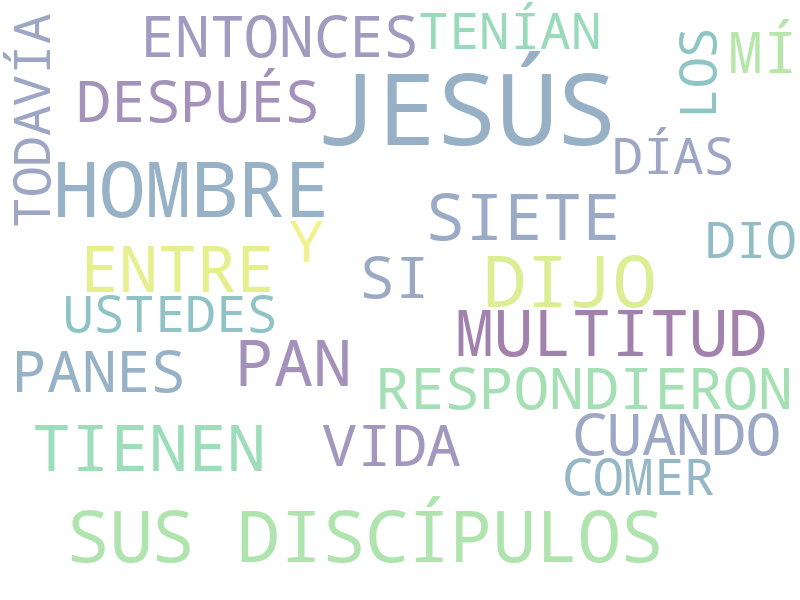 TODAVÍA
ENTONCES
TENÍAN
LOS
MÍ
DESPUÉS
JESÚS
DÍAS
HOMBRE
SIETE
Y
DIO
ENTRE
SI
DIJO
USTEDES
MULTITUD
PANES
PAN
RESPONDIERON
TIENEN
VIDA
CUANDO
COMER
SUS DISCÍPULOS